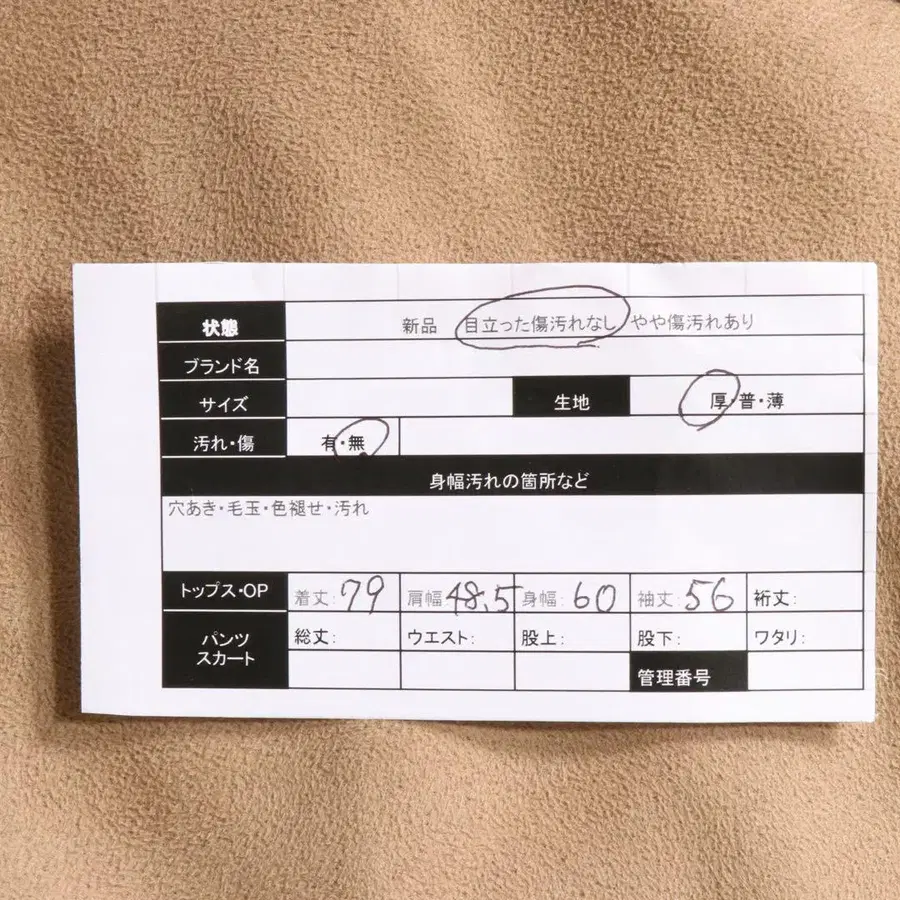 状態 新品 目立った傷汚れなし やや傷汚れあり
ブランド名
サイズ 生地 厚・普・薄
汚れ・傷 有・無
身幅汚れの箇所など
穴あき・毛玉・色褪せ・汚れ
トップス・OP 着丈:79 肩幅:48.5 身幅:60 袖丈:56 裄丈:
パンツ スカート 総丈: ウエスト: 股上: 股下: ワタリ:
管理番号